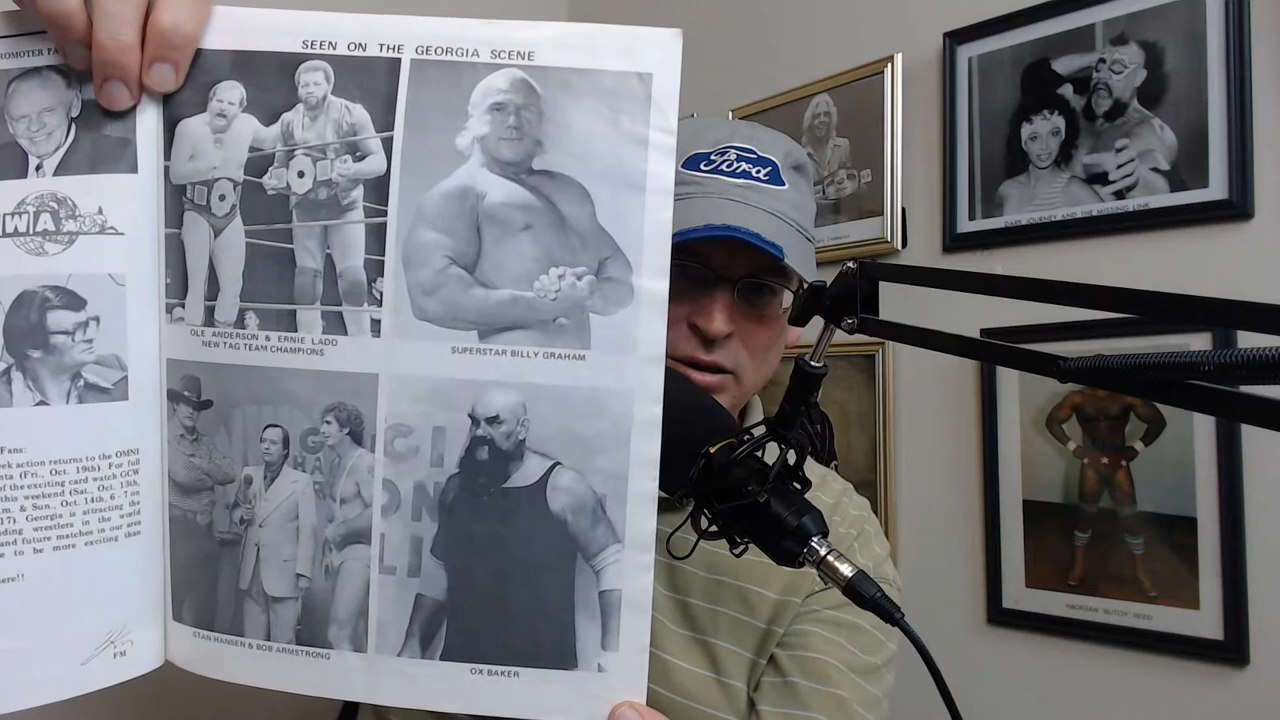 SEEN ON THE GEORGIA SCENE
PROMOTER PA
WA
OLE ANDERSON & ERNIE LADD
NEW TAG TEAM CHAMPIONS
SUPERSTAR BILLY GRAHAM
Fans:
eek action returns to the OMNI
nta (Fri., Oct. 19th). For full
of the exciting card watch GCW
this weekend (Sat., Oct. 13th,
.m. & Sun., Oct. 14th, 6 - 7 on
17). Georgia is attracting the
ding wrestlers in the world
and future matches in our area
e to be more exciting than
here!!
FM
STAN HANSEN & BOB ARMSTRONG
OX BAKER
Ford
DARK JOURNEY AND THE MISSING LINK
HACKSAW "BUTCH" REED